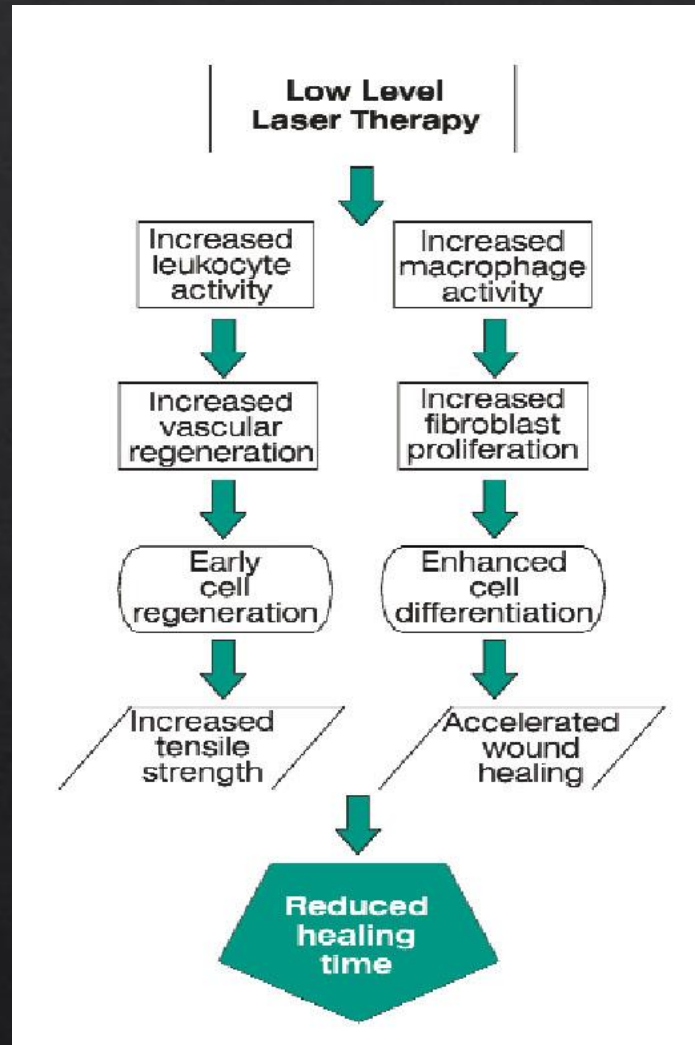 Low Level
Laser Therapy
Increased
leukocyte
activity
Increased
macrophage
activity
Increased
vascular
regeneration
Increased
fibroblast
proliferation
Early
cell
regeneration
Enhanced
cell
differentiation
Increased
tensile
strength
Accelerated
wound
healing
Reduced
healing
time